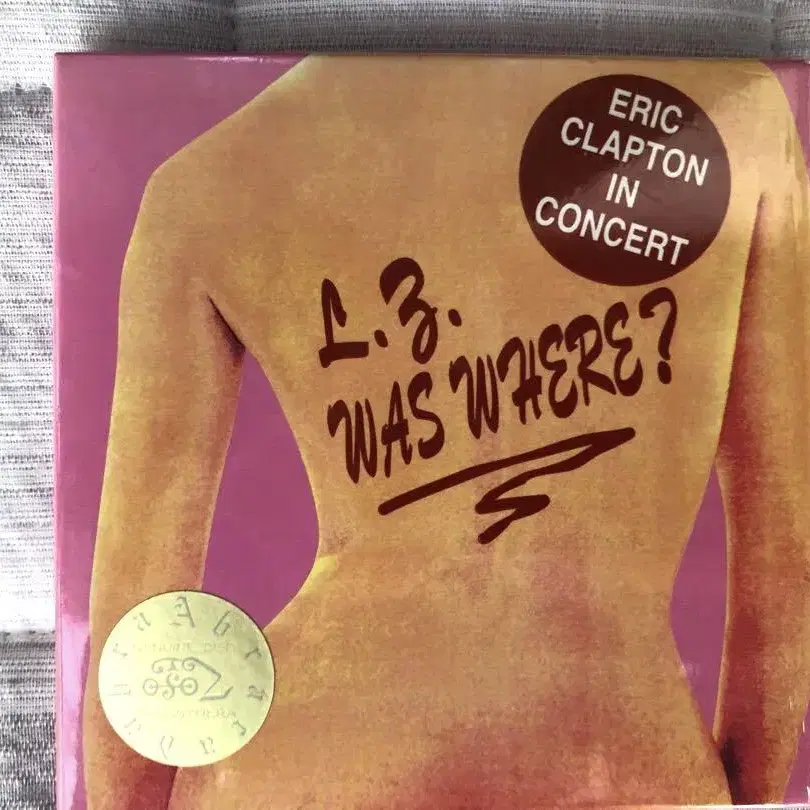 ERIC
CLAPTON
IN
CONCERT
L.Z.
WAS WHERE?